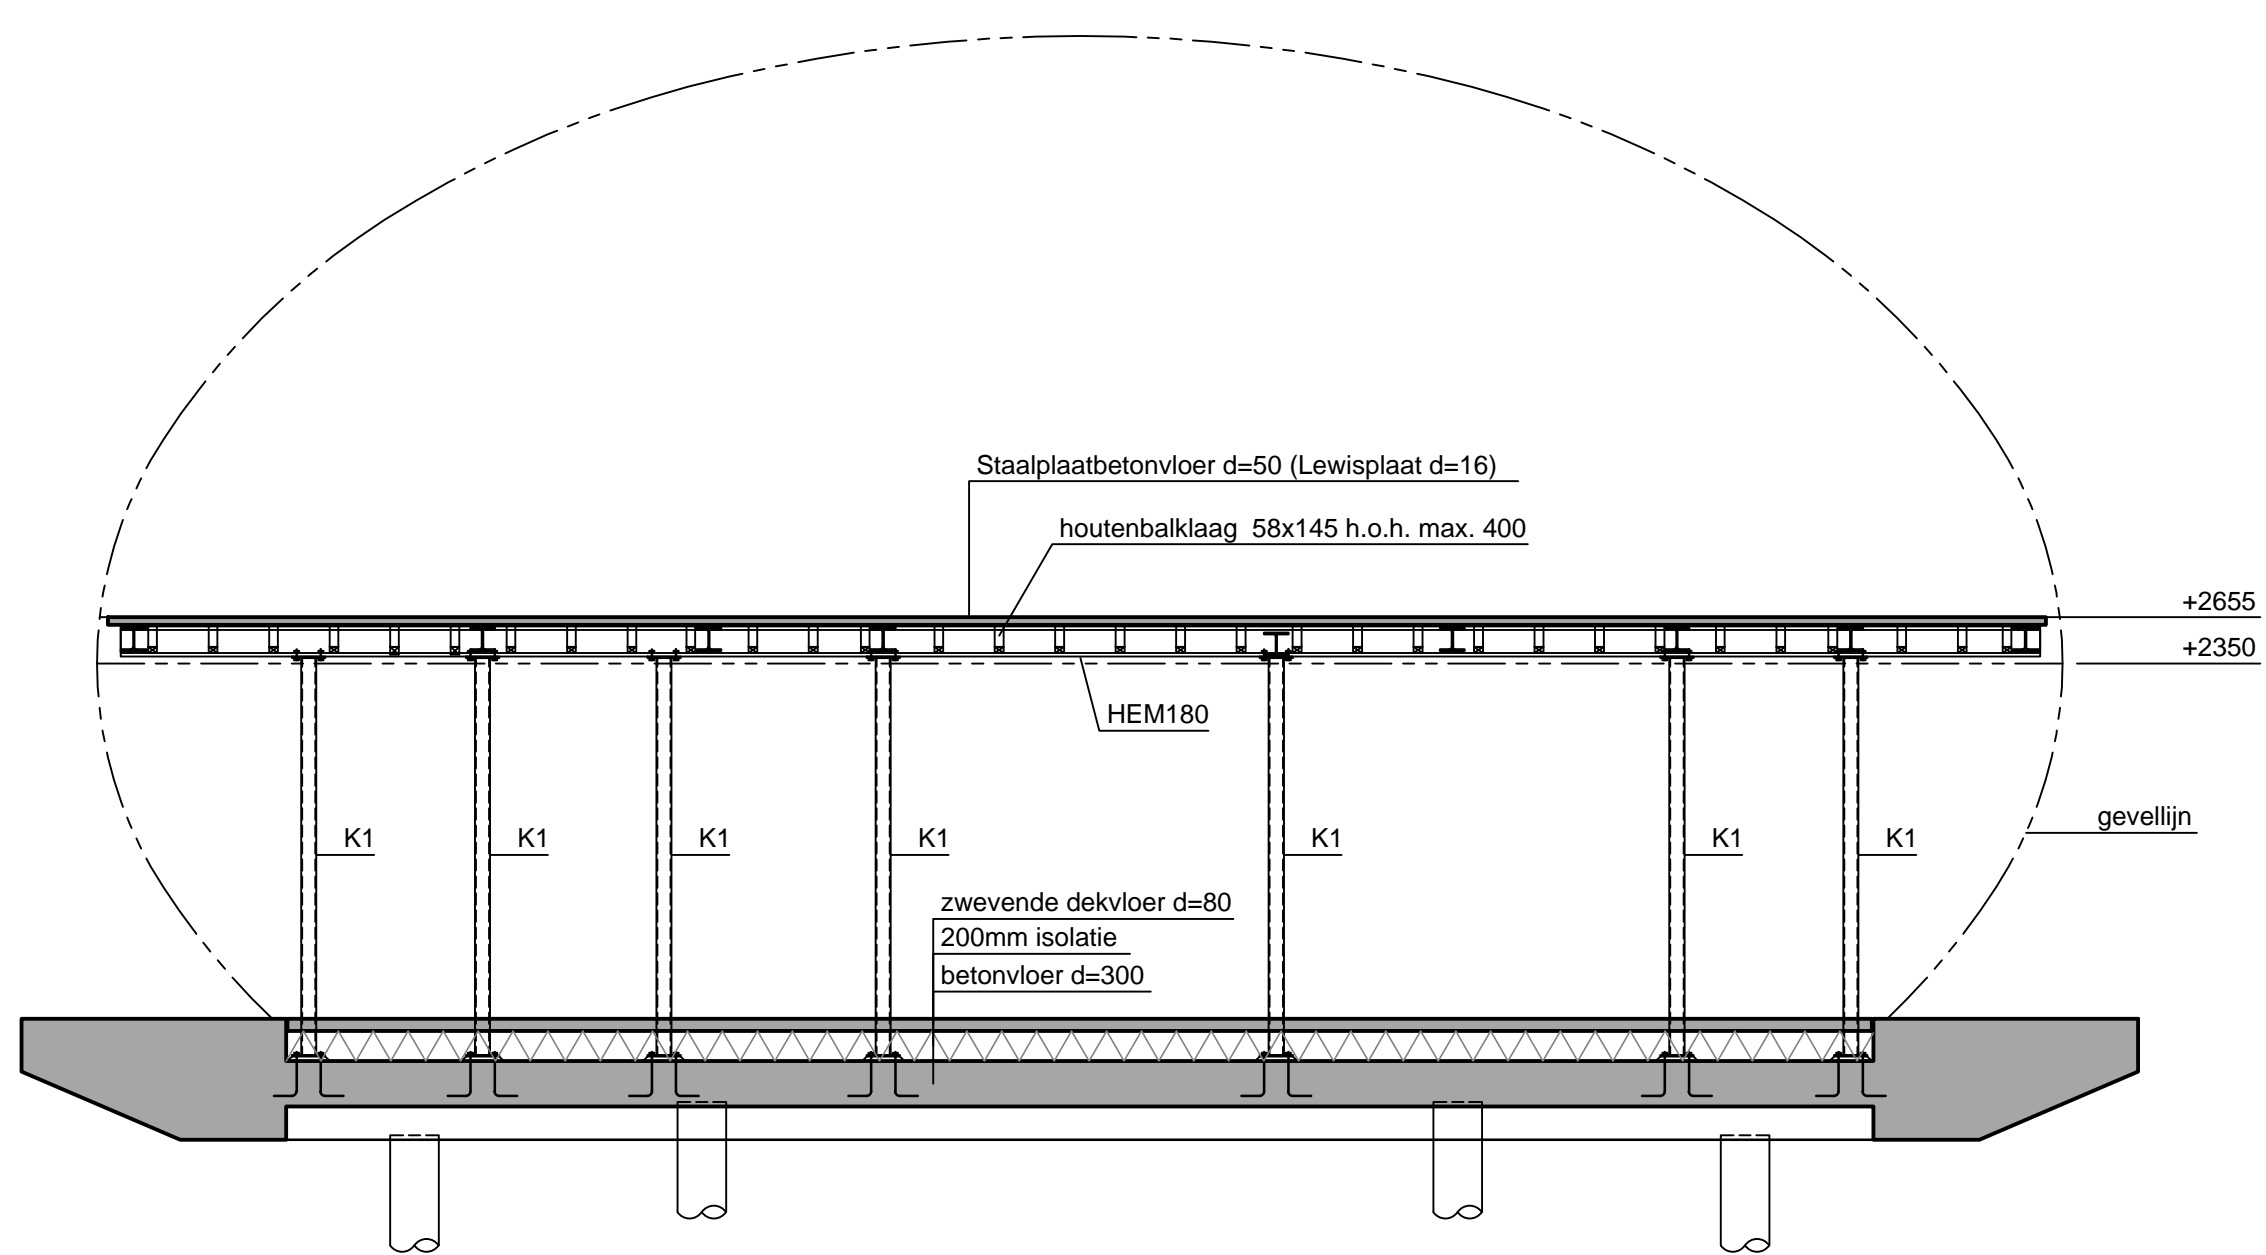 Staalplaatbetonvloer d=50 (Lewisplaat d=16)
houtenbalklaag  58x145 h.o.h. max. 400
+2655
+2350
HEM180
gevellijn
K1
K1
K1
K1
K1
K1
K1
zwevende dekvloer d=80
200mm isolatie
betonvloer d=300